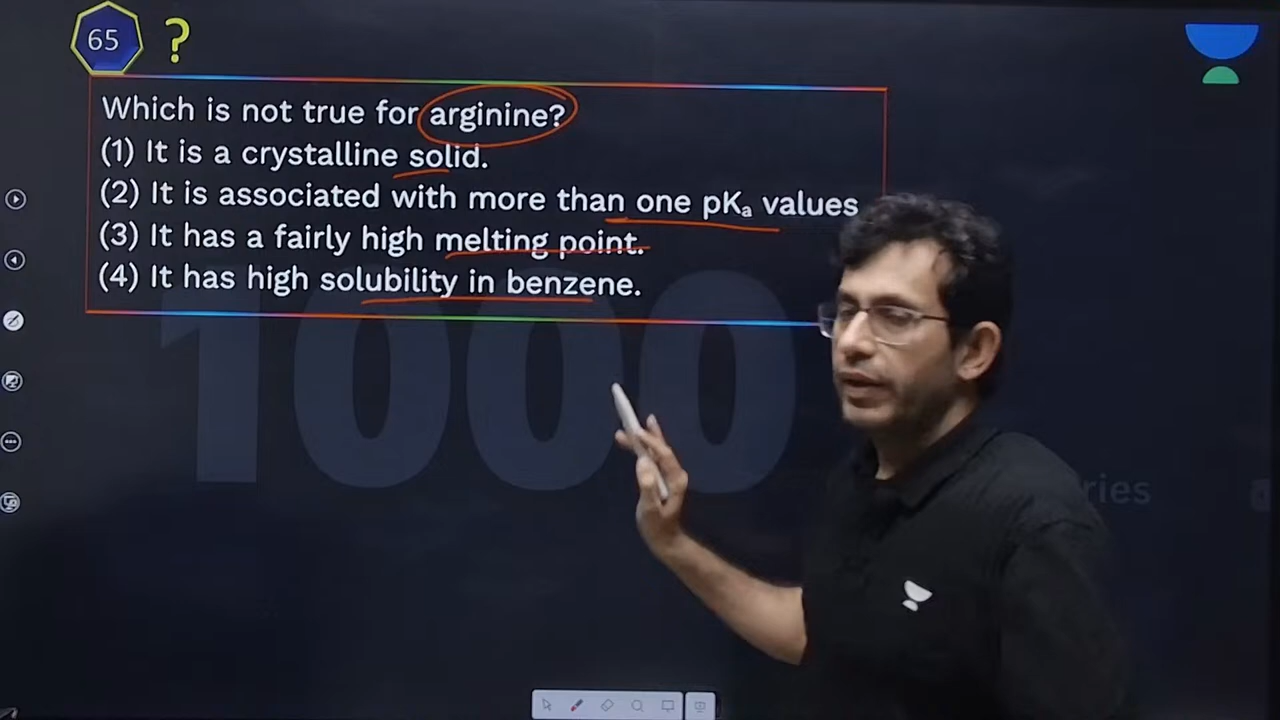 65 ?
Which is not true for arginine?
(1) It is a crystalline solid.
(2) It is associated with more than one pKₐ values
(3) It has a fairly high melting point.
(4) It has high solubility in benzene.
1000
ries